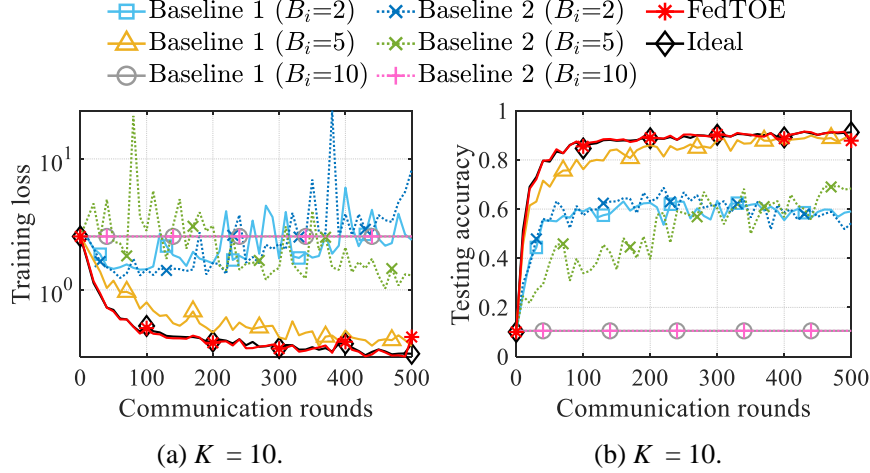 Baseline 1 (B_i=2) Baseline 2 (B_i=2) FedTOE
Baseline 1 (B_i=5) Baseline 2 (B_i=5) Ideal
Baseline 1 (B_i=10) Baseline 2 (B_i=10)
Training loss
10^1
10^0
0 100 200 300 400 500
Communication rounds
(a) K = 10.
Testing accuracy
1
0.8
0.6
0.4
0.2
0
0 100 200 300 400 500
Communication rounds
(b) K = 10.